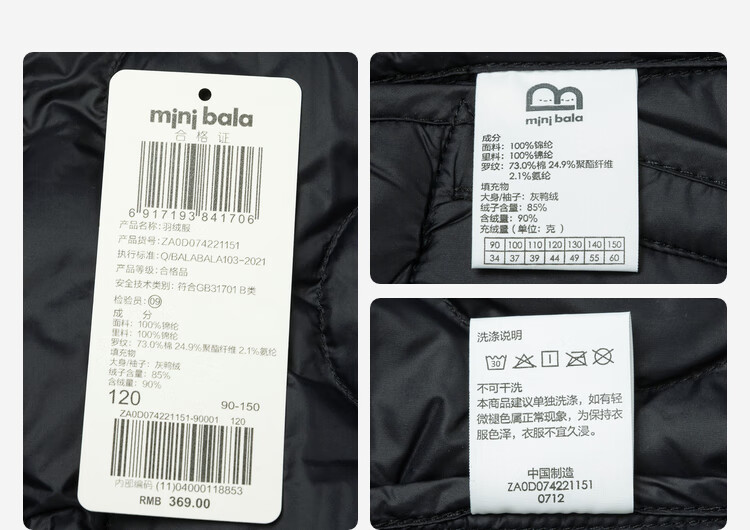 mini bala
合格证
6 917193 841706
产品名称:羽绒服
产品货号:ZA0D074221151
执行标准:Q/BALABALA103-2021
产品等级:合格品
安全技术类别:符合GB31701 B类
检验员:09
成 分
面料:100%锦纶
里料:100%锦纶
罗纹:73.0%棉 24.9%聚酯纤维 2.1%氨纶
填充物
大身/袖子:灰鸭绒
绒子含量:85%
含绒量:90%
120 90-150
ZA0D074221151-90001 120
内部编码 (11)04000118853
RMB 369.00
mini bala
成分
面料:100%锦纶
里料:100%锦纶
罗纹:73.0%棉 24.9%聚酯纤维
2.1%氨纶
填充物
大身/袖子:灰鸭绒
绒子含量:85%
含绒量:90%
充绒量(单位:克)
90 100 110 120 130 140 150
34 37 39 44 49 55 60
洗涤说明
30
不可干洗
本商品建议单独洗涤,如有轻
微褪色属正常现象,为保持衣
服色泽,衣服不宜久浸。
中国制造
ZA0D074221151
0712